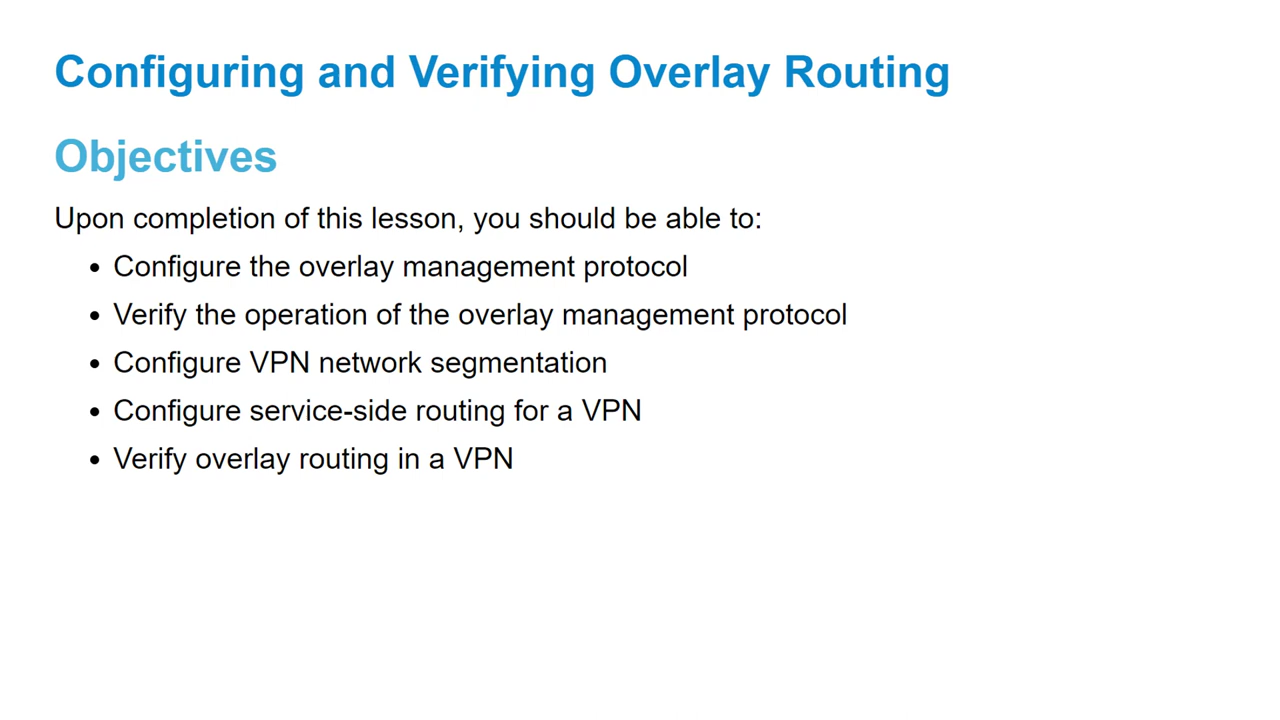 Configuring and Verifying Overlay Routing
Objectives
Upon completion of this lesson, you should be able to:
• Configure the overlay management protocol
• Verify the operation of the overlay management protocol
• Configure VPN network segmentation
• Configure service-side routing for a VPN
• Verify overlay routing in a VPN